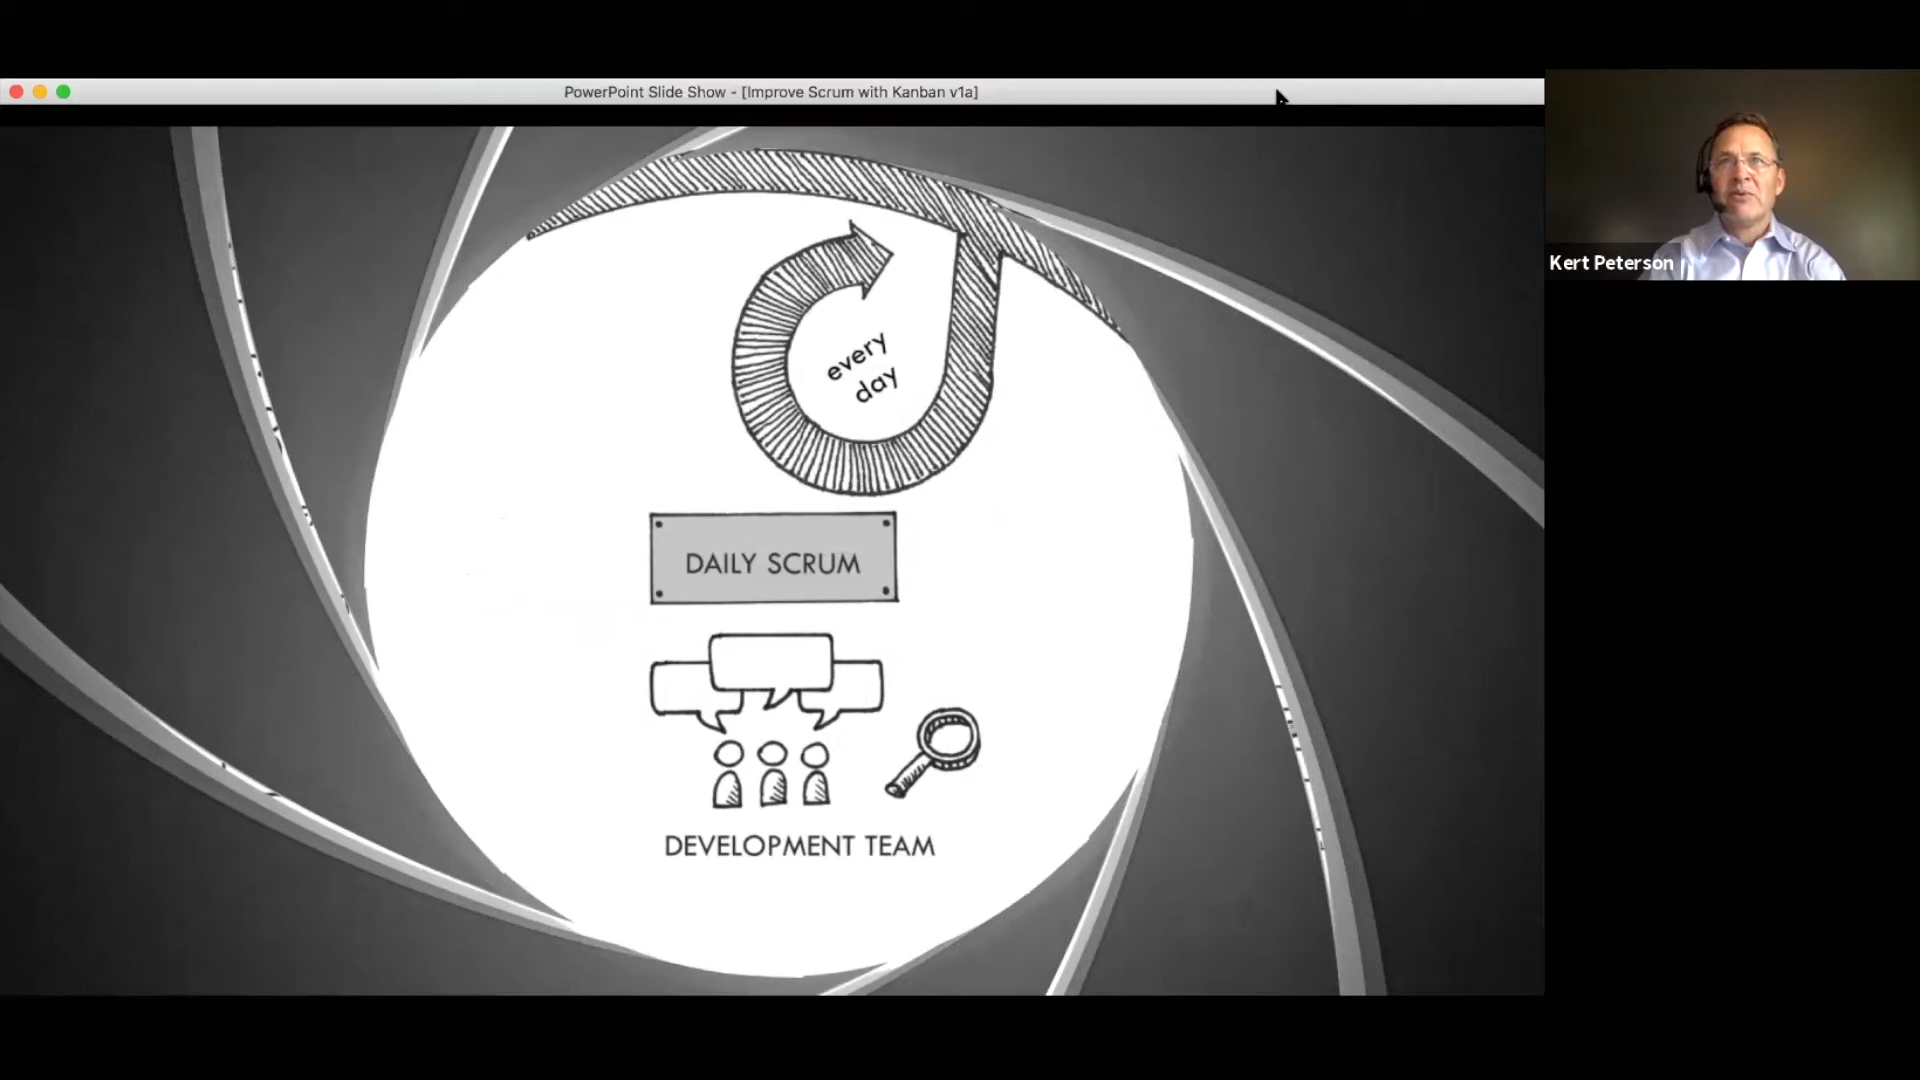 PowerPoint Slide Show - [Improve Scrum with Kanban v1a]
every
day
DAILY SCRUM
DEVELOPMENT TEAM
Kert Peterson